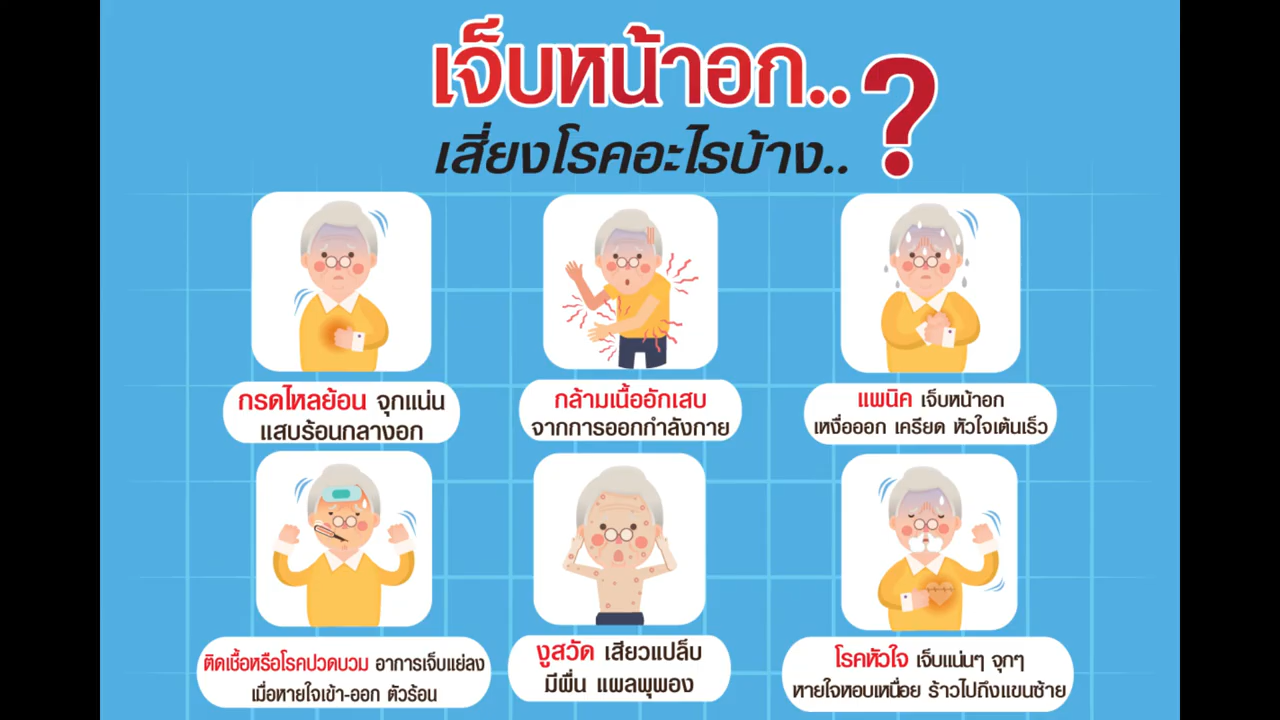 เจ็บหน้าอก..?
เสี่ยงโรคอะไรบ้าง..
กรดไหลย้อน จุกแน่น
แสบร้อนกลางอก
กล้ามเนื้ออักเสบ
จากการออกกำลังกาย
แพนิค เจ็บหน้าอก
เหงื่อออก เครียด หัวใจเต้นเร็ว
ติดเชื้อหรือโรคปวดบวม อาการเจ็บแย่ลง
เมื่อหายใจเข้า-ออก ตัวร้อน
งูสวัด เสียวแปล็บ
มีผื่น แผลพุพอง
โรคหัวใจ เจ็บแน่นๆ จุกๆ
หายใจหอบเหนื่อย ร้าวไปถึงแขนซ้าย